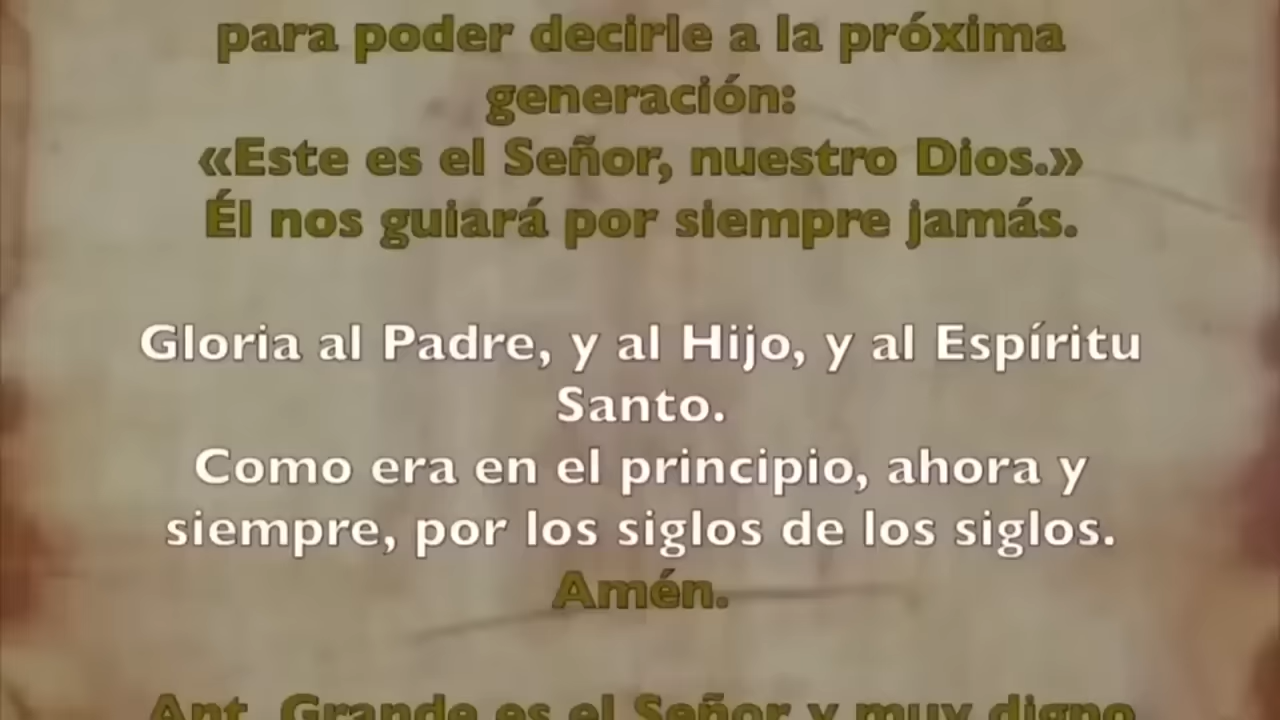 para poder decirle a la próxima
generación:
«Este es el Señor, nuestro Dios.»
Él nos guiará por siempre jamás.
Gloria al Padre, y al Hijo, y al Espíritu
Santo.
Como era en el principio, ahora y
siempre, por los siglos de los siglos.
Amén.
Ant. Grande es el Señor y muy digno